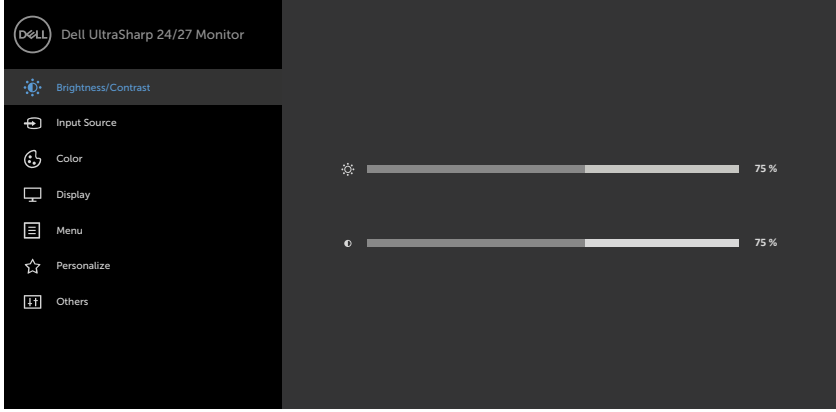 DELL Dell UltraSharp 24/27 Monitor
Brightness/Contrast
Input Source
Color
75 %
Display
Menu
75 %
Personalize
Others